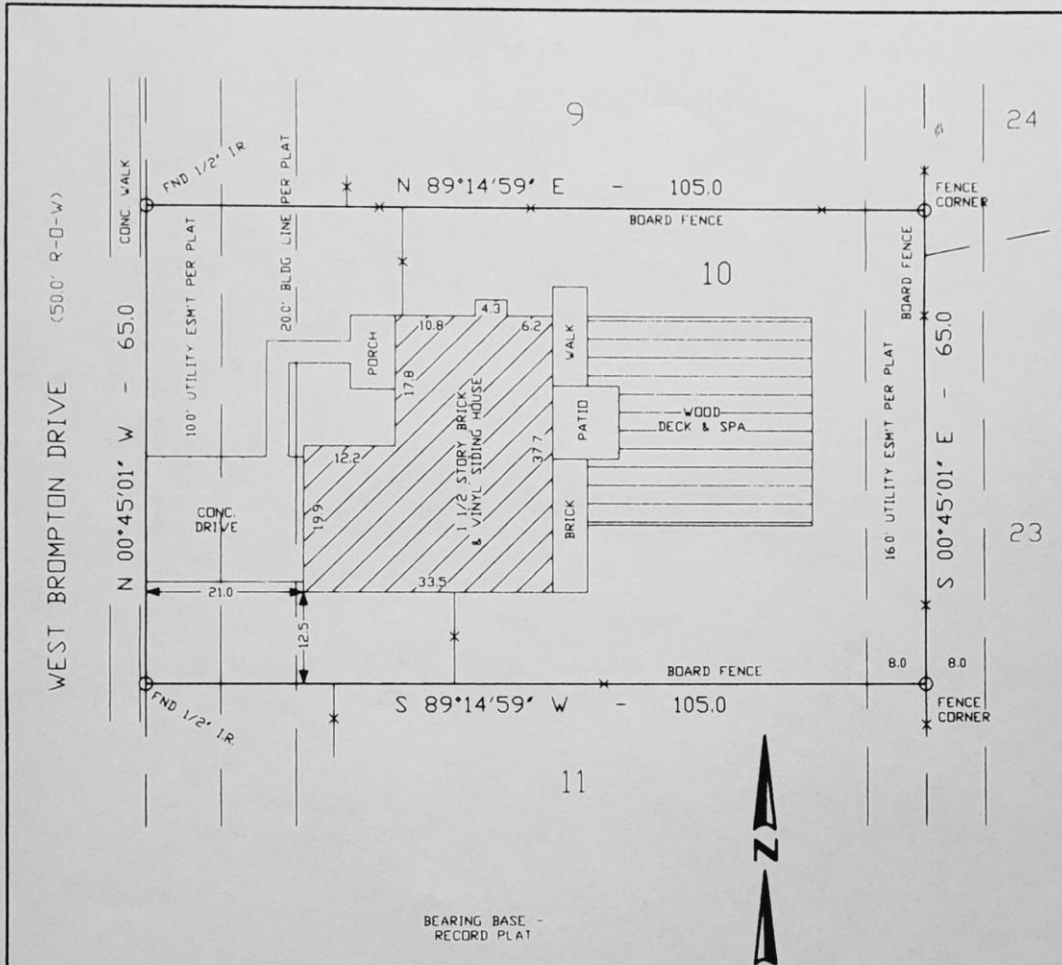 9
24
FND 1/2" I.R.
N 89°14'59" E - 105.0
BOARD FENCE
FENCE
CORNER
WEST BROMPTON DRIVE (50.0' R-O-W)
CONC. WALK
N 00°45'01" W - 65.0
10.0' UTILITY ESM'T PER PLAT
20.0' BLDG LINE PER PLAT
10
BOARD FENCE
S 00°45'01" E - 65.0
16.0' UTILITY ESM'T PER PLAT
PORCH
10.8
4.3
6.2
WALK
17.8
1 1/2 STORY BRICK
& VINYL SIDING HOUSE
37.7
PATIO
WOOD
DECK & SPA
12.2
19.9
CONC.
DRIVE
BRICK
23
33.5
21.0
12.5
BOARD FENCE
8.0
8.0
FND 1/2" I.R.
S 89°14'59" W - 105.0
FENCE
CORNER
11
N
BEARING BASE -
RECORD PLAT